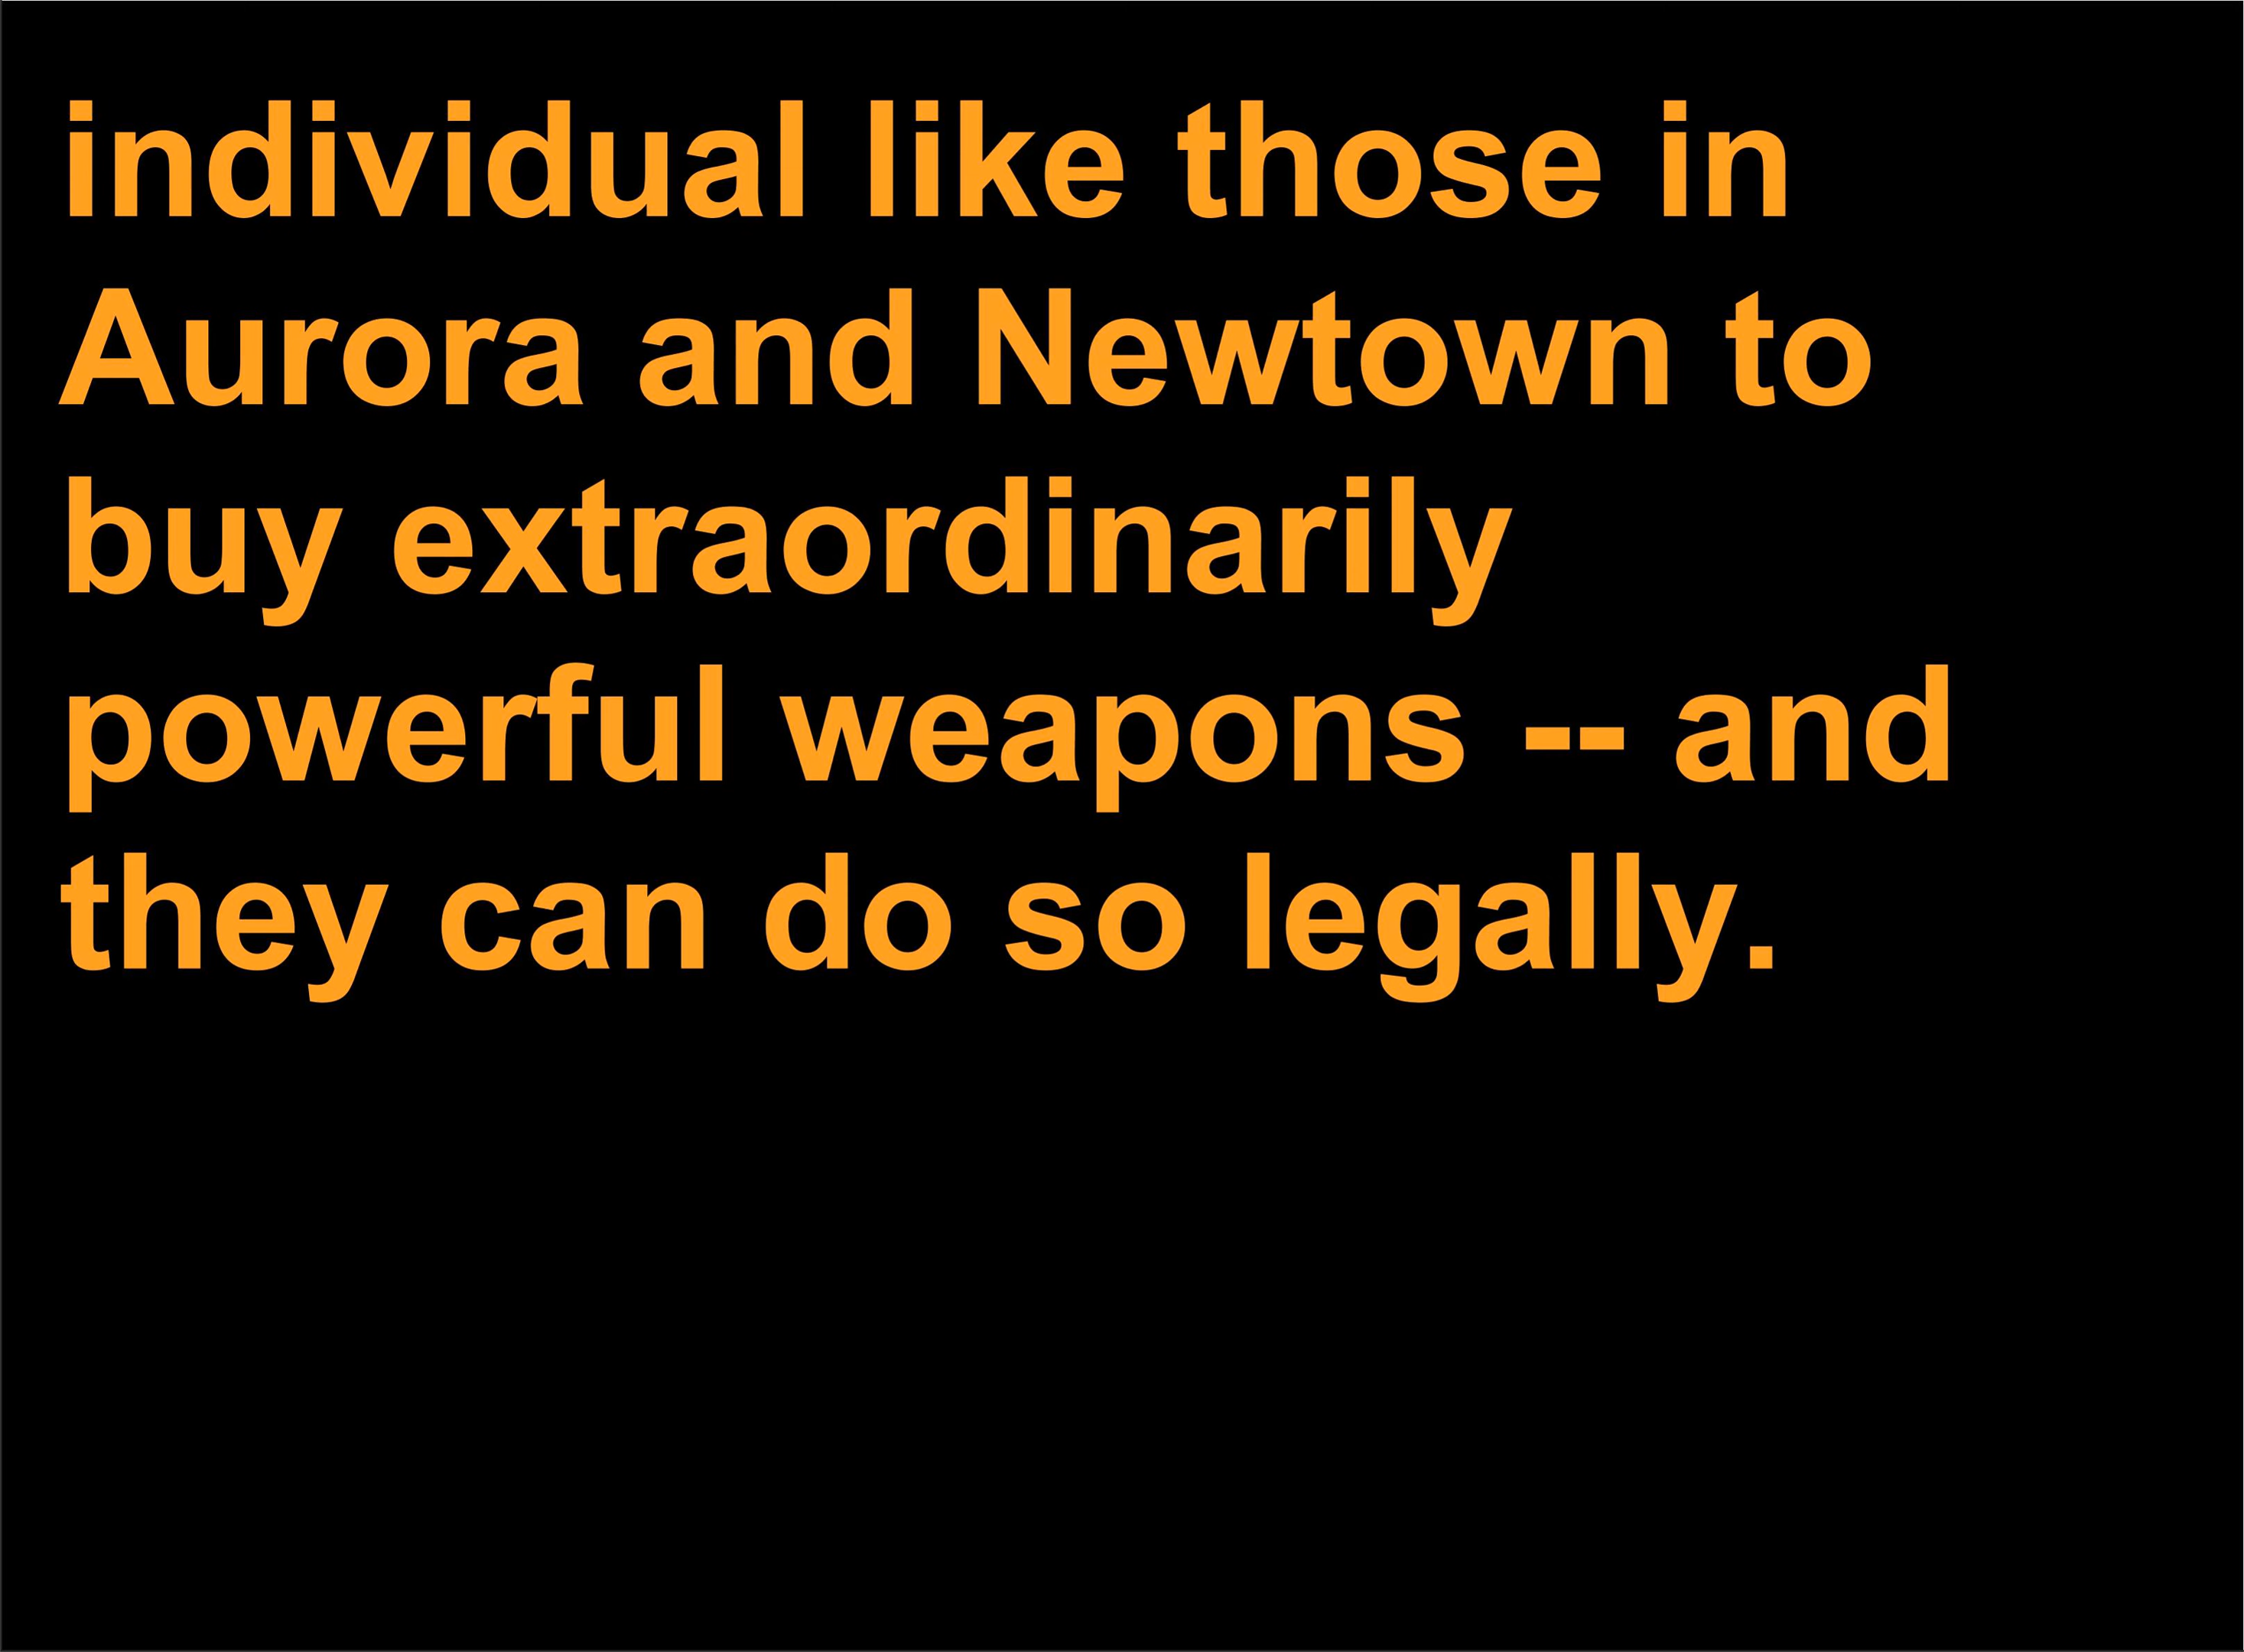 individual like those in
Aurora and Newtown to
buy extraordinarily
powerful weapons -- and
they can do so legally.